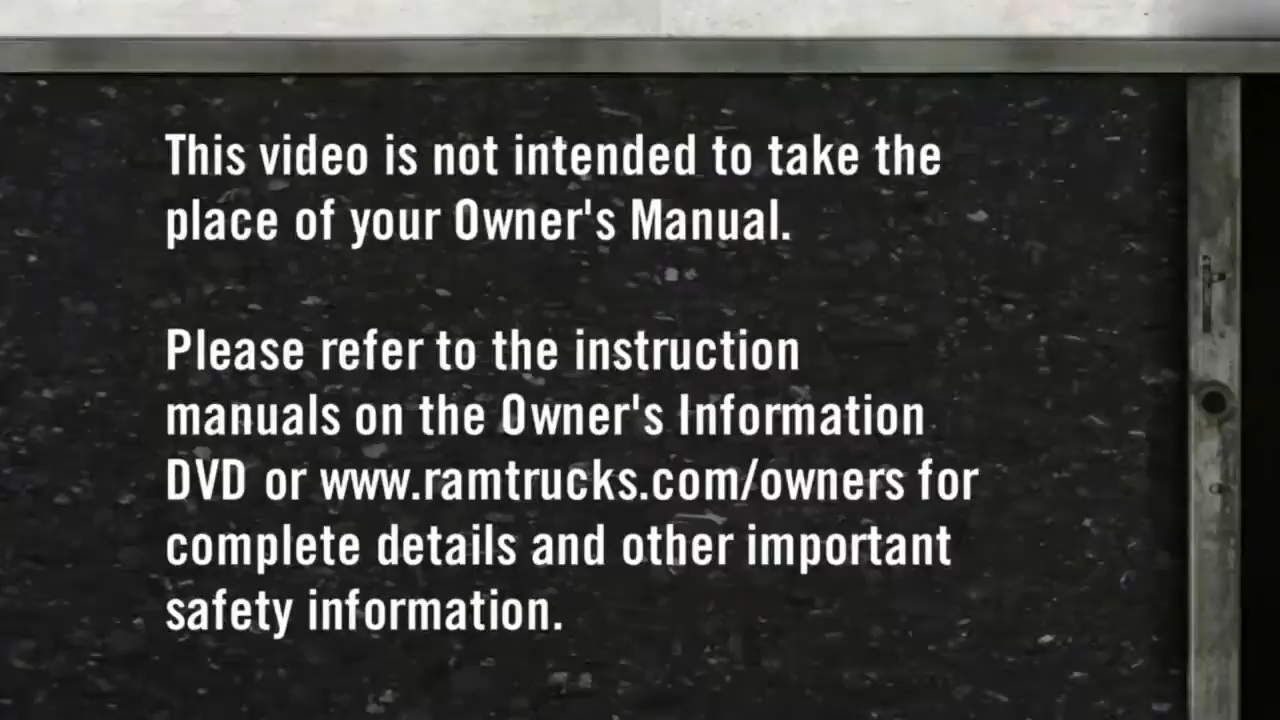 This video is not intended to take the
place of your Owner's Manual.
Please refer to the instruction
manuals on the Owner's Information
DVD or www.ramtrucks.com/owners for
complete details and other important
safety information.